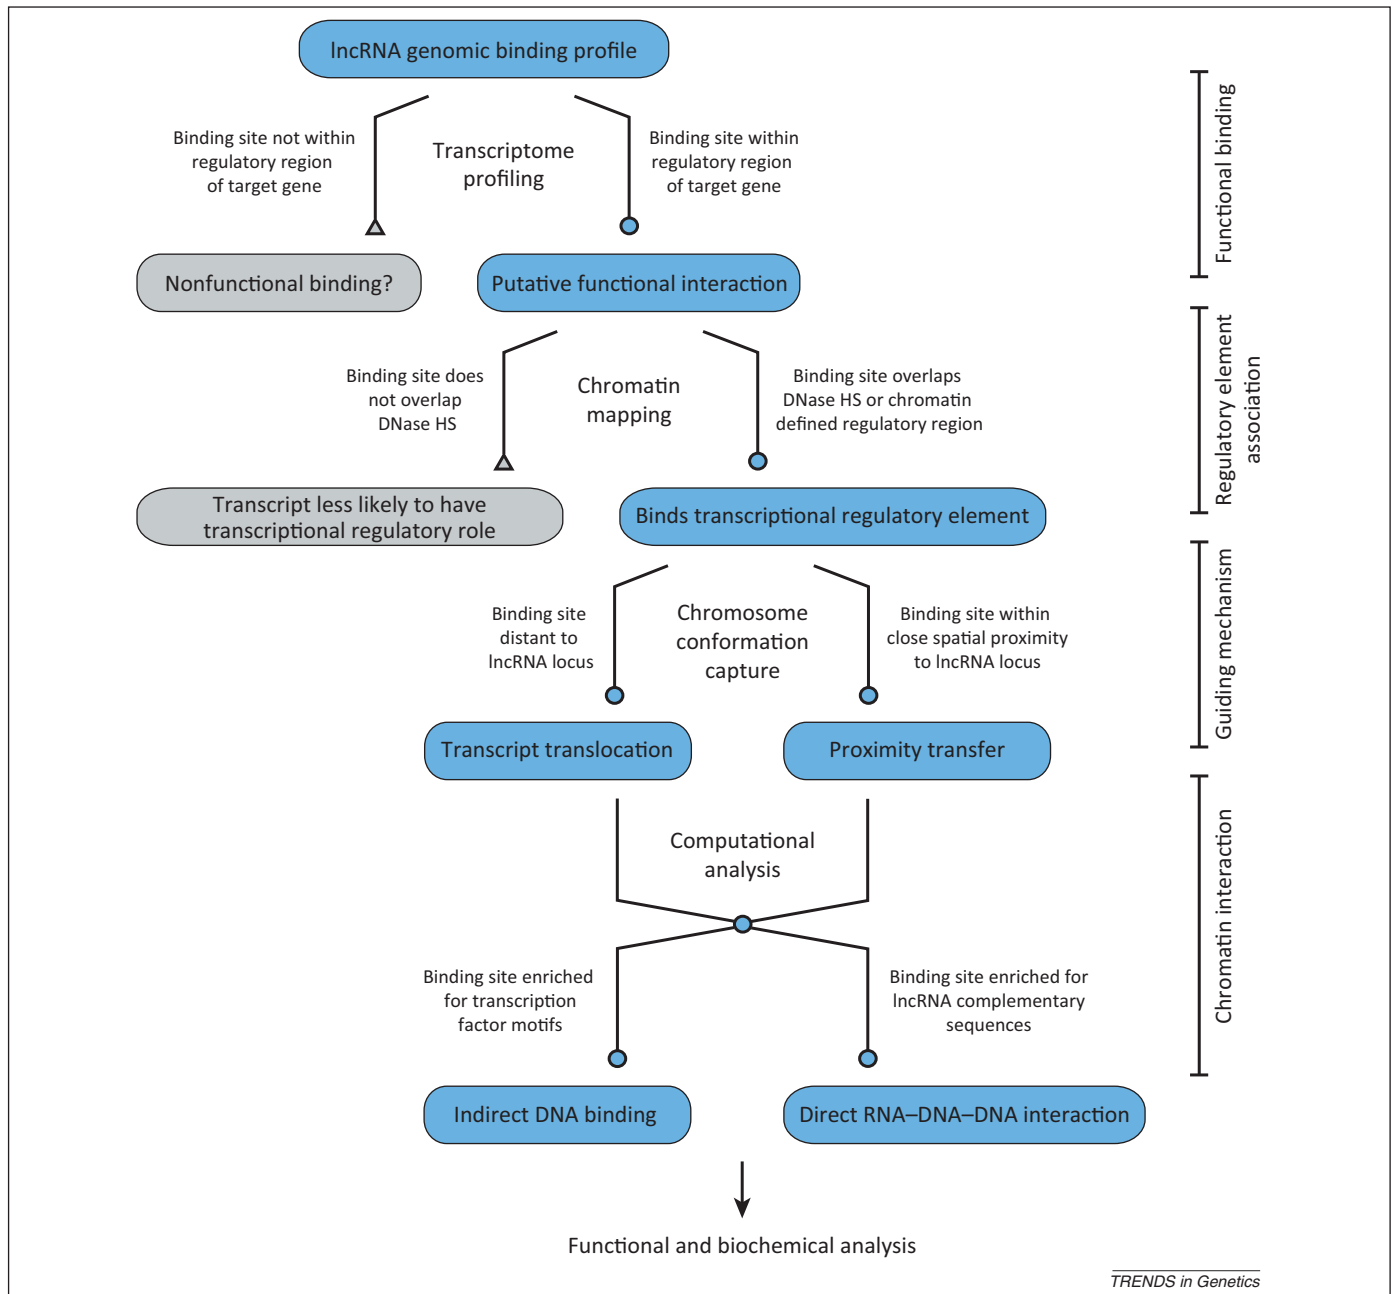 lncRNA genomic binding profile
Binding site not within
regulatory region
of target gene
Transcriptome
profiling
Binding site within
regulatory region
of target gene
Functional binding
Nonfunctional binding?
Putative functional interaction
Binding site does
not overlap
DNase HS
Chromatin
mapping
Binding site overlaps
DNase HS or chromatin
defined regulatory region
Regulatory element
association
Transcript less likely to have
transcriptional regulatory role
Binds transcriptional regulatory element
Binding site
distant to
lncRNA locus
Chromosome
conformation
capture
Binding site within
close spatial proximity
to lncRNA locus
Guiding mechanism
Transcript translocation
Proximity transfer
Computational
analysis
Chromatin interaction
Binding site enriched
for transcription
factor motifs
Binding site enriched for
lncRNA complementary
sequences
Indirect DNA binding
Direct RNA–DNA–DNA interaction
Functional and biochemical analysis
TRENDS in Genetics